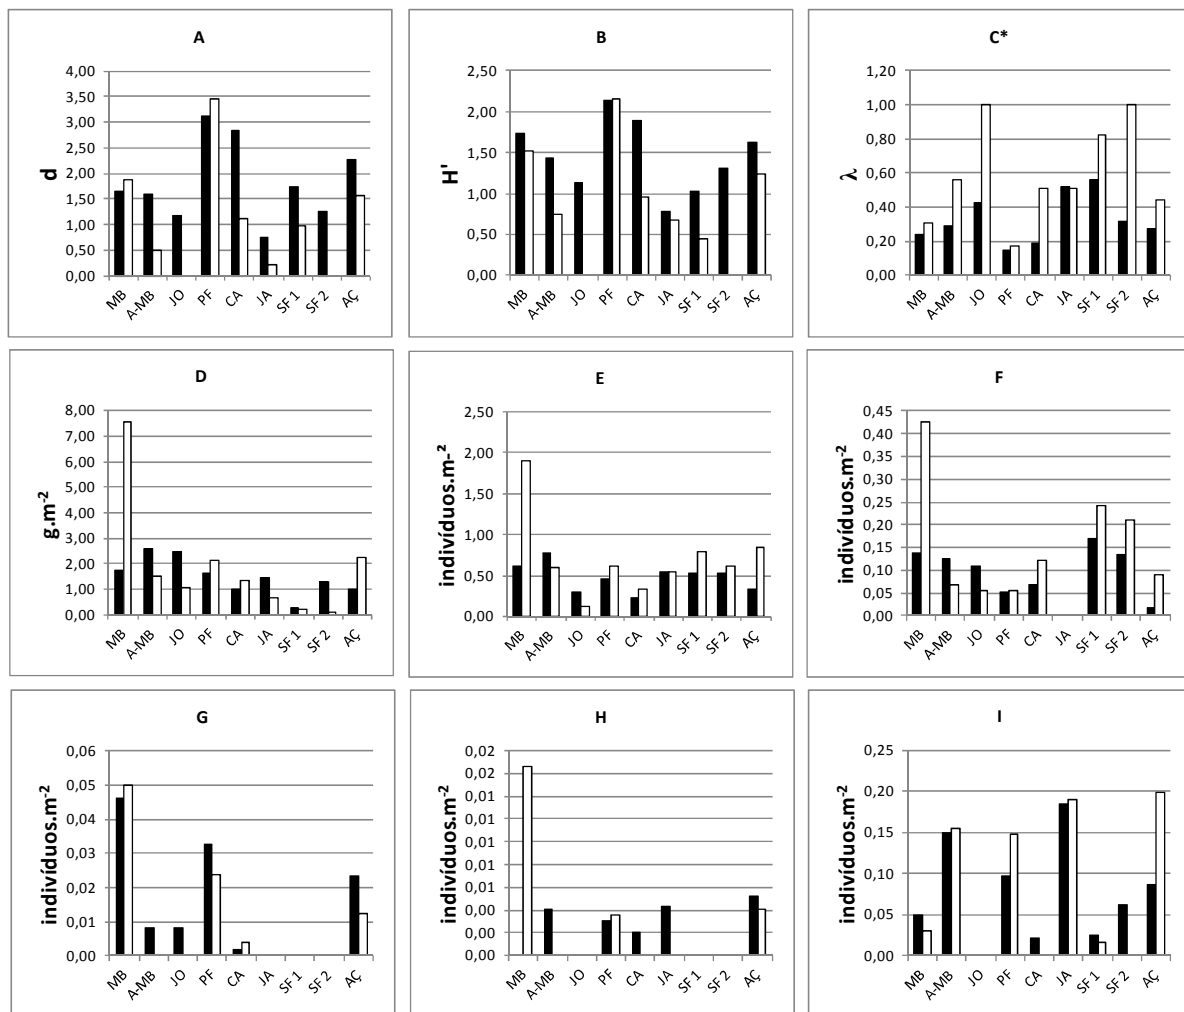 A
d
4,00
3,50
3,00
2,50
2,00
1,50
1,00
0,50
0,00
MB A-MB JO PF CA JA SF 1 SF 2 AÇ
B
H'
2,50
2,00
1,50
1,00
0,50
0,00
MB A-MB JO PF CA JA SF 1 SF 2 AÇ
C*
λ
1,20
1,00
0,80
0,60
0,40
0,20
0,00
MB A-MB JO PF CA JA SF 1 SF 2 AÇ
D
g.m⁻²
8,00
7,00
6,00
5,00
4,00
3,00
2,00
1,00
0,00
MB A-MB JO PF CA JA SF 1 SF 2 AÇ
E
indivíduos.m-²
2,50
2,00
1,50
1,00
0,50
0,00
MB A-MB JO PF CA JA SF 1 SF 2 AÇ
F
indivíduos.m⁻²
0,45
0,40
0,35
0,30
0,25
0,20
0,15
0,10
0,05
0,00
MB A-MB JO PF CA JA SF 1 SF 2 AÇ
G
indivíduos.m⁻²
0,06
0,05
0,04
0,03
0,02
0,01
0,00
MB A-MB JO PF CA JA SF 1 SF 2 AÇ
H
indivíduos.m⁻²
0,02
0,02
0,01
0,01
0,01
0,01
0,01
0,00
0,00
0,00
MB A-MB JO PF CA JA SF 1 SF 2 AÇ
I
indivíduos.m⁻²
0,25
0,20
0,15
0,10
0,05
0,00
MB A-MB JO PF CA JA SF 1 SF 2 AÇ